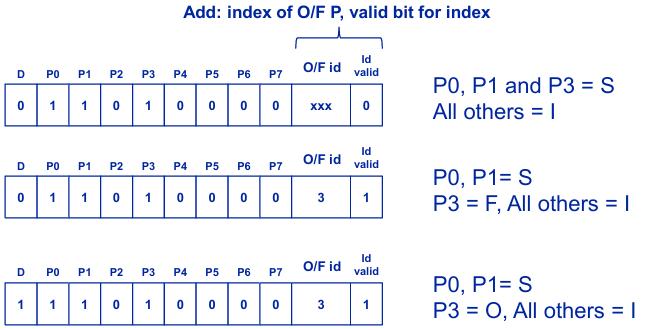 Add: index of O/F P, valid bit for index
D P0 P1 P2 P3 P4 P5 P6 P7 O/F id Id valid
0 1 1 0 1 0 0 0 0 xxx 0
P0, P1 and P3 = S
All others = I
D P0 P1 P2 P3 P4 P5 P6 P7 O/F id Id valid
0 1 1 0 1 0 0 0 0 3 1
P0, P1= S
P3 = F, All others = I
D P0 P1 P2 P3 P4 P5 P6 P7 O/F id Id valid
1 1 1 0 1 0 0 0 0 3 1
P0, P1= S
P3 = O, All others = I